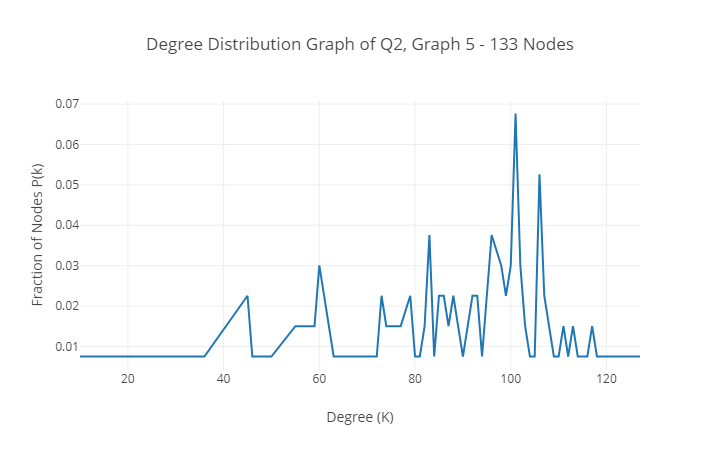 Degree Distribution Graph of Q2, Graph 5 - 133 Nodes
0.07
0.06
0.05
0.04
0.03
0.02
0.01
Fraction of Nodes P(k)
20 40 60 80 100 120
Degree (K)